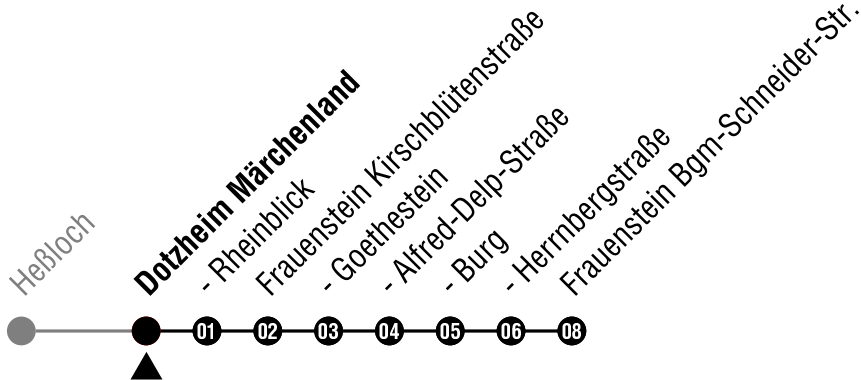 Heßloch
Dotzheim Märchenland
- Rheinblick
Frauenstein Kirschblütenstraße
- Goethestein
- Alfred-Delp-Straße
- Burg
- Herrnbergstraße
Frauenstein Bgm-Schneider-Str.
01 02 03 04 05 06 08